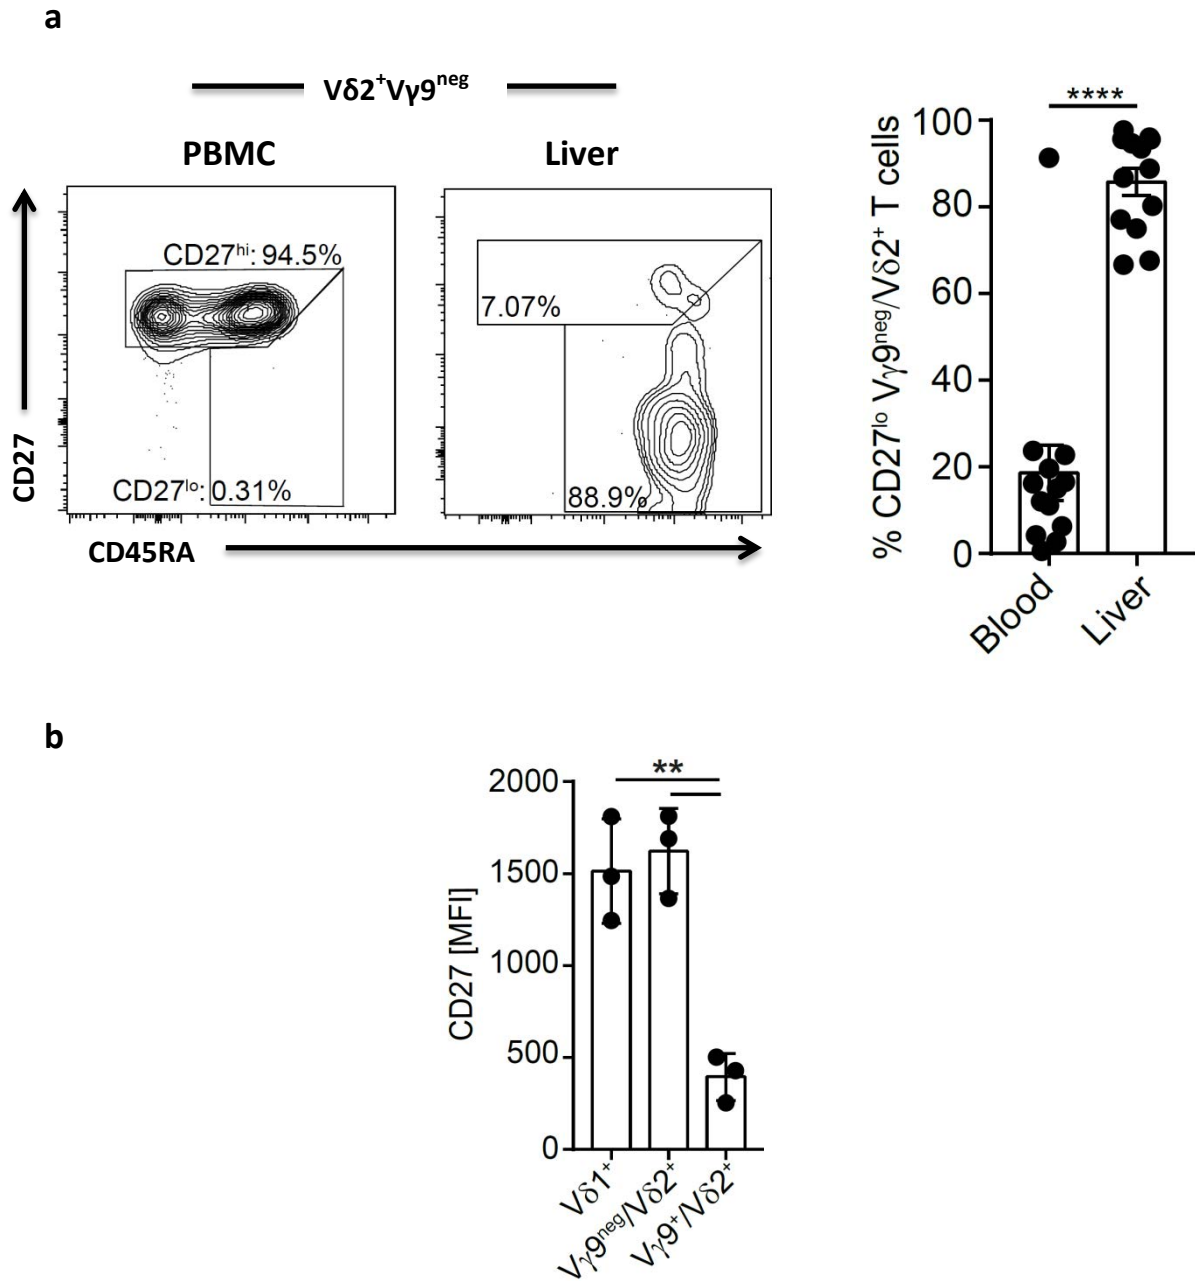 a
Vδ2⁺Vγ9ⁿᵉᵍ
PBMC
Liver
CD27ʰⁱ: 94.5%
7.07%
CD27ˡᵒ: 0.31%
88.9%
CD27
CD45RA
****
% CD27ˡᵒ Vγ9ⁿᵉᵍ/Vδ2⁺ T cells
100
80
60
40
20
0
Blood
Liver
b
**
CD27 [MFI]
2000
1500
1000
500
0
Vδ1⁺
Vγ9ⁿᵉᵍ/Vδ2⁺
Vγ9⁺/Vδ2⁺